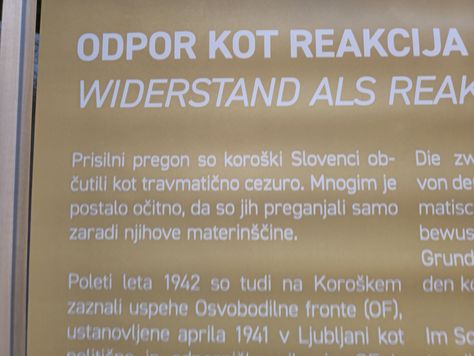 ODPOR KOT REAKCIJA
WIDERSTAND ALS REAK
Prisilni pregon so koroški Slovenci ob-
čutili kot travmatično cezuro. Mnogim je
postalo očitno, da so jih preganjali samo
zaradi njihove materinščine.
Poleti leta 1942 so tudi na Koroškem
zaznali uspehe Osvobodilne fronte (OF),
ustanovljene aprila 1941 v Ljubljani kot
Die zw
von de
matisc
bewus
Grund
den ko
Im So